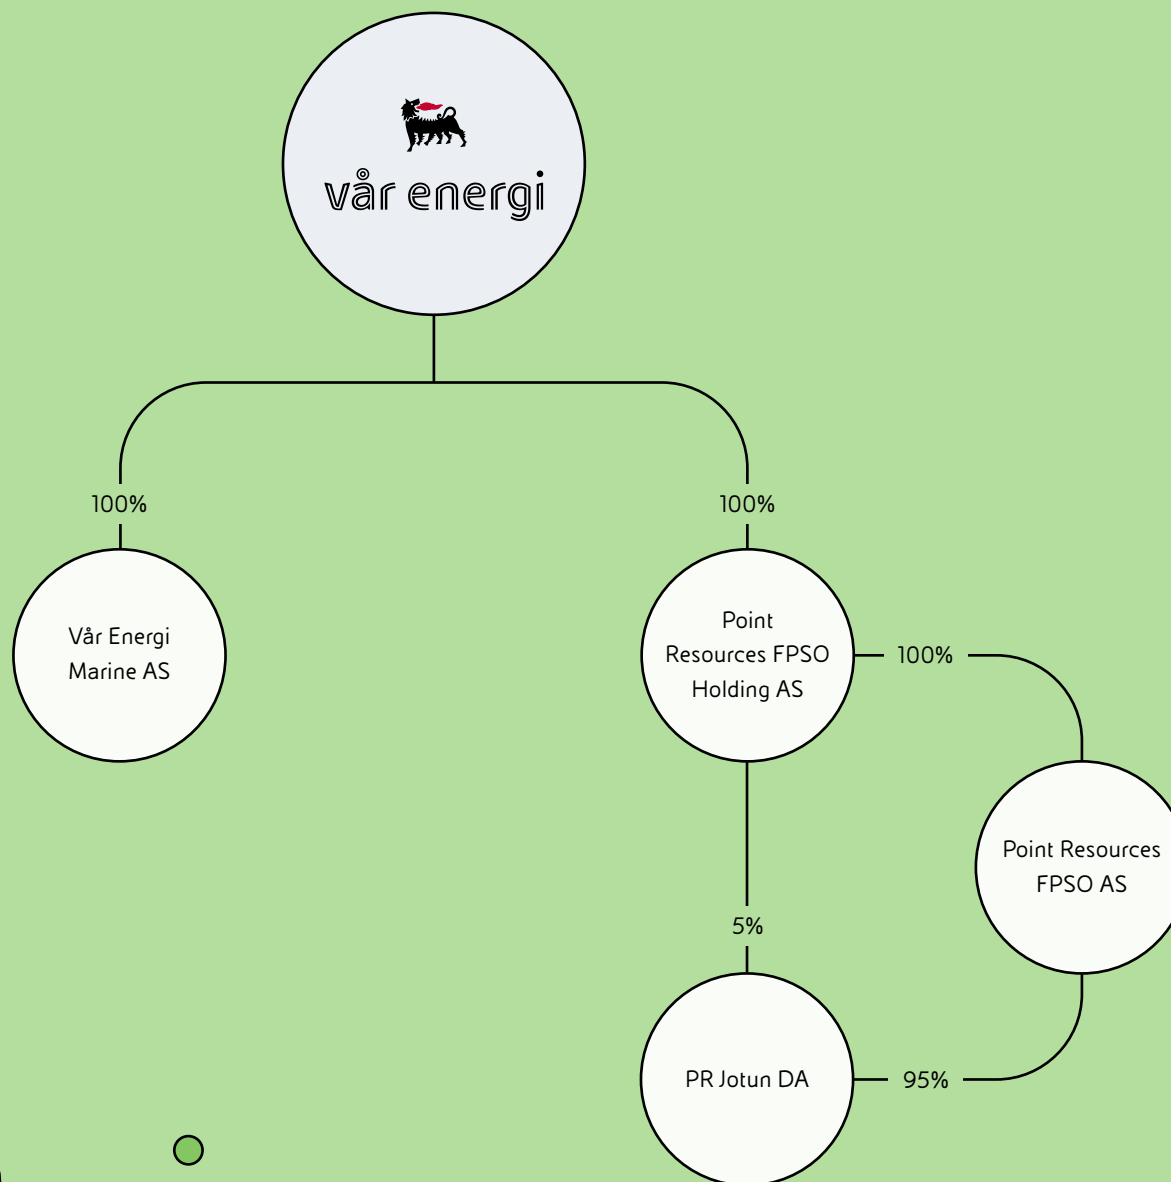 vår energi
100%
100%
Vår Energi
Marine AS
Point
Resources FPSO
Holding AS
100%
Point Resources
FPSO AS
5%
PR Jotun DA
95%